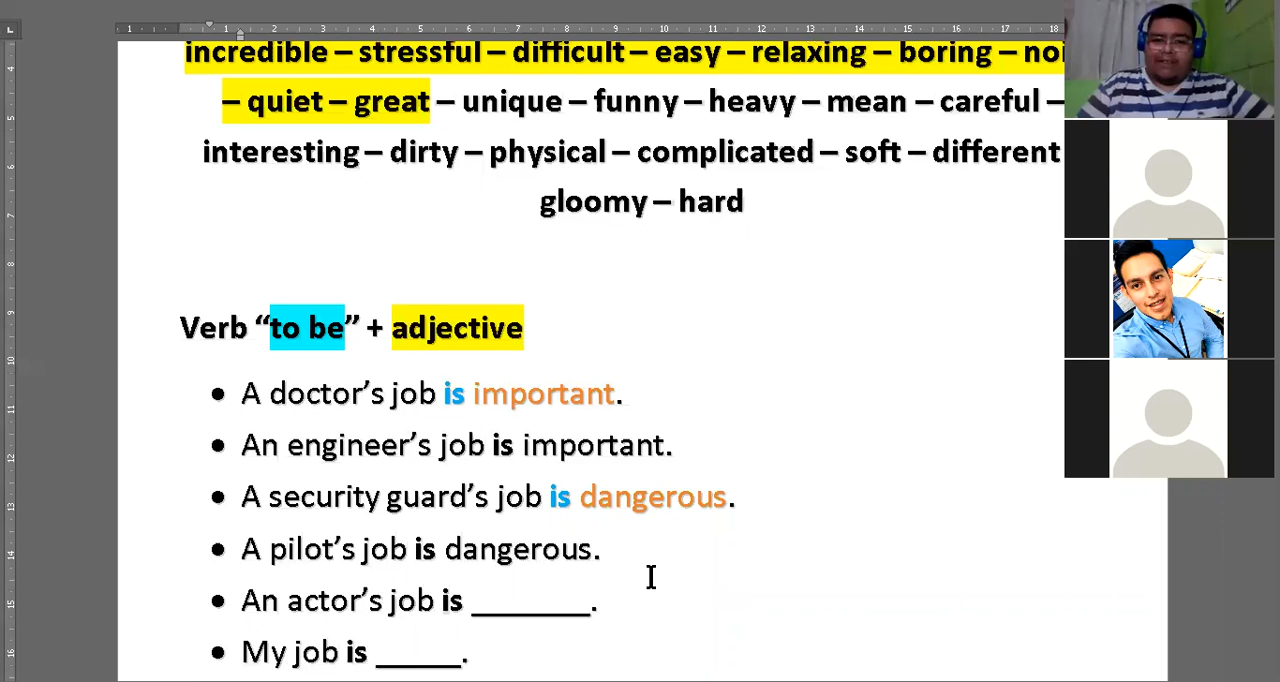 incredible – stressful – difficult – easy – relaxing – boring –
– quiet – great – unique – funny – heavy – mean – careful –
interesting – dirty – physical – complicated – soft – different
gloomy – hard
Verb “to be” + adjective
• A doctor’s job is important.
• An engineer’s job is important.
• A security guard’s job is dangerous.
• A pilot’s job is dangerous.
• An actor’s job is _______.
• My job is _____.